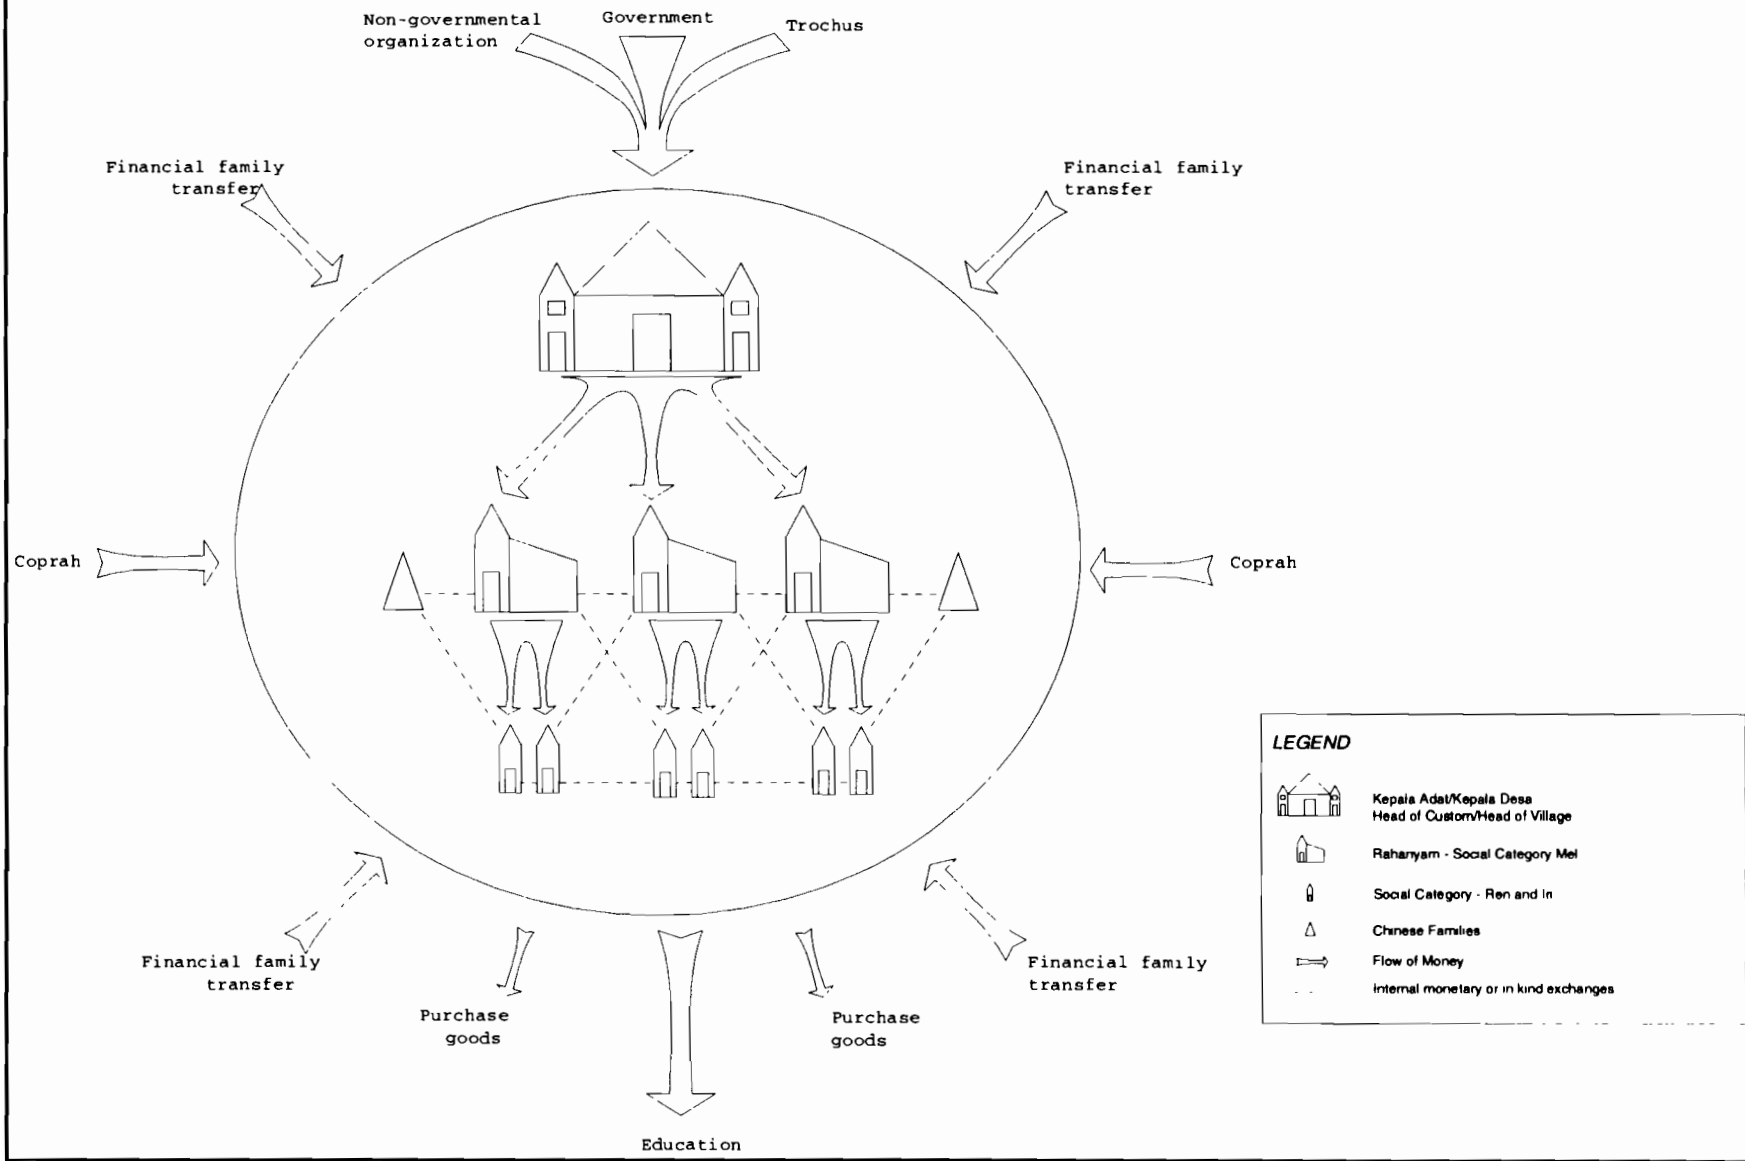 Non-governmental
organization
Government
Trochus
Financial family
transfer
Financial family
transfer
Coprah
Coprah
Financial family
transfer
Financial family
transfer
Purchase
goods
Purchase
goods
Education
LEGEND
Kepala Adat/Kepala Desa
Head of Custom/Head of Village
Rahanyam - Social Category Mel
Social Category - Ren and In
Chinese Families
Flow of Money
Internal monetary or in kind exchanges